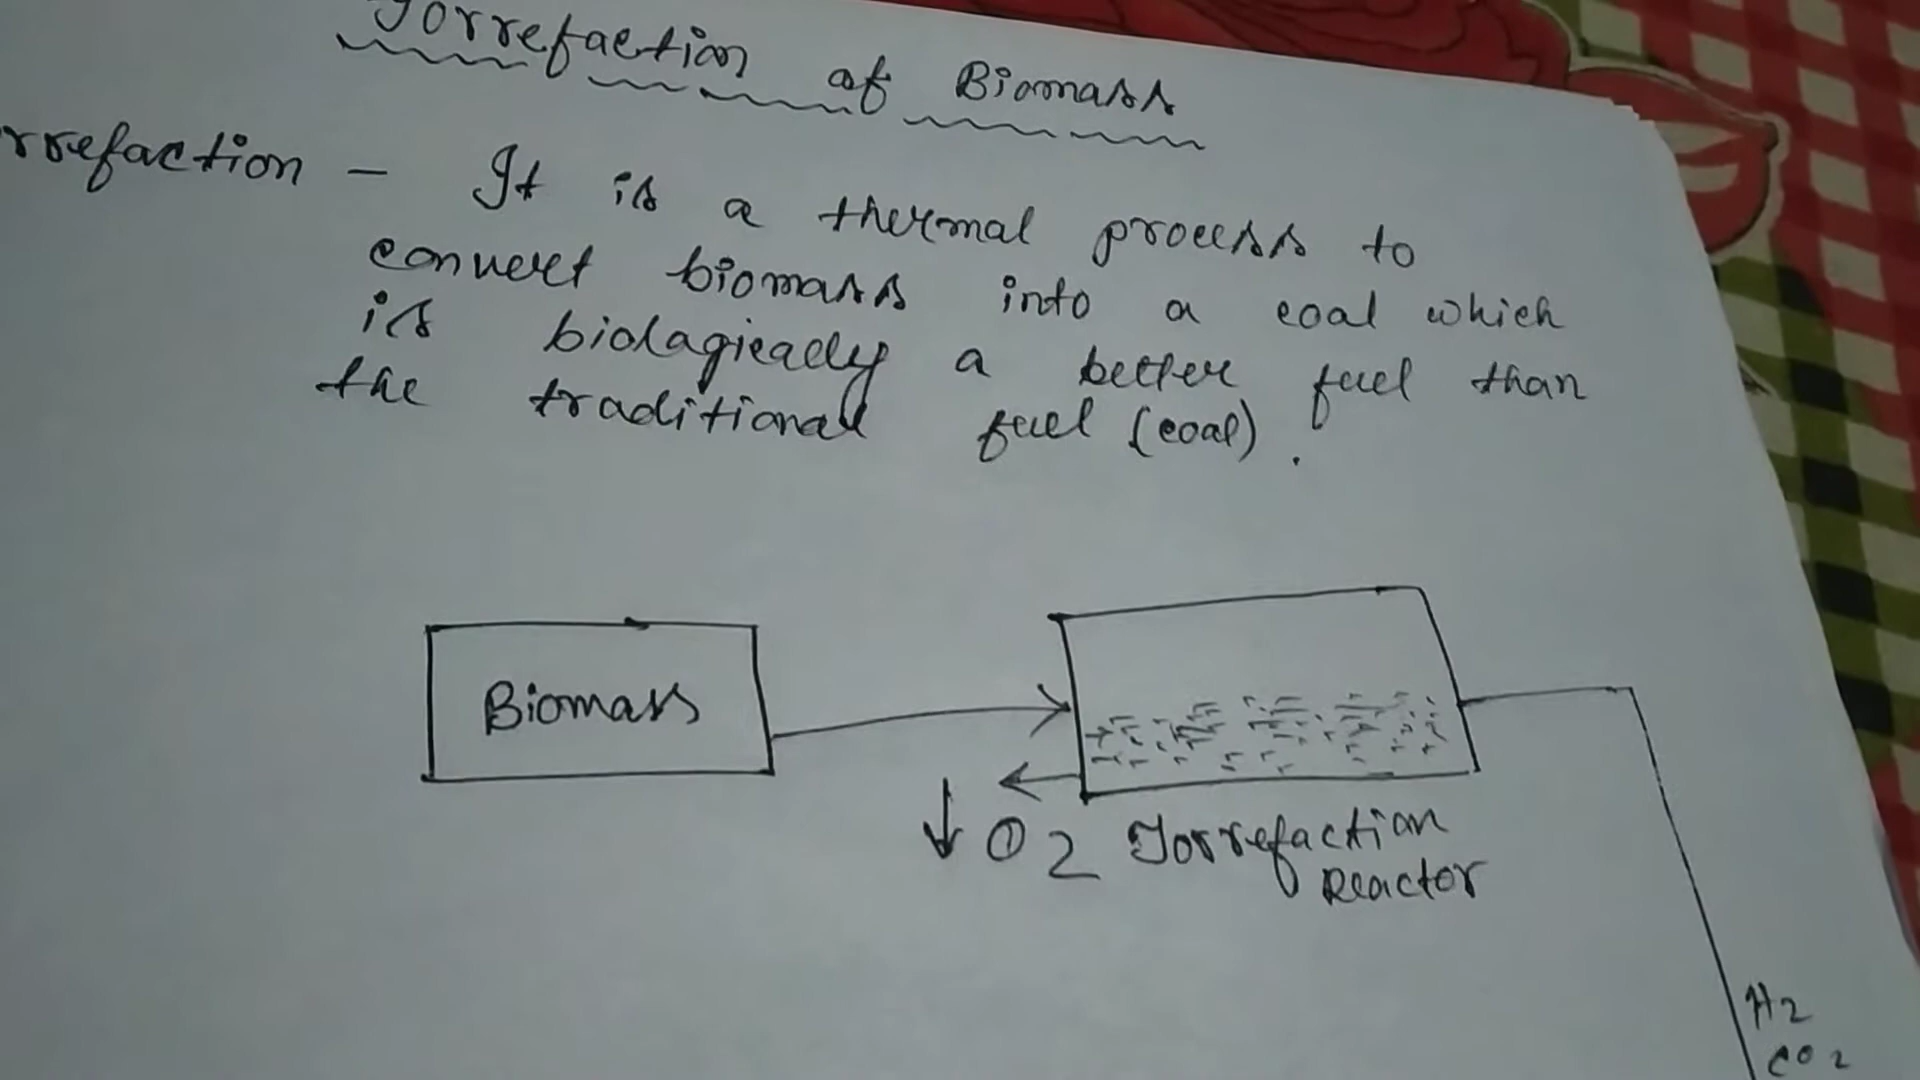 Torrefaction of Biomass
rrefaction - It is a thermal process to
convert biomass into a coal which
is biologically a better fuel than
the traditional fuel (coal).
Biomass
↓ O2
Torrefaction
Reactor
H2
CO2